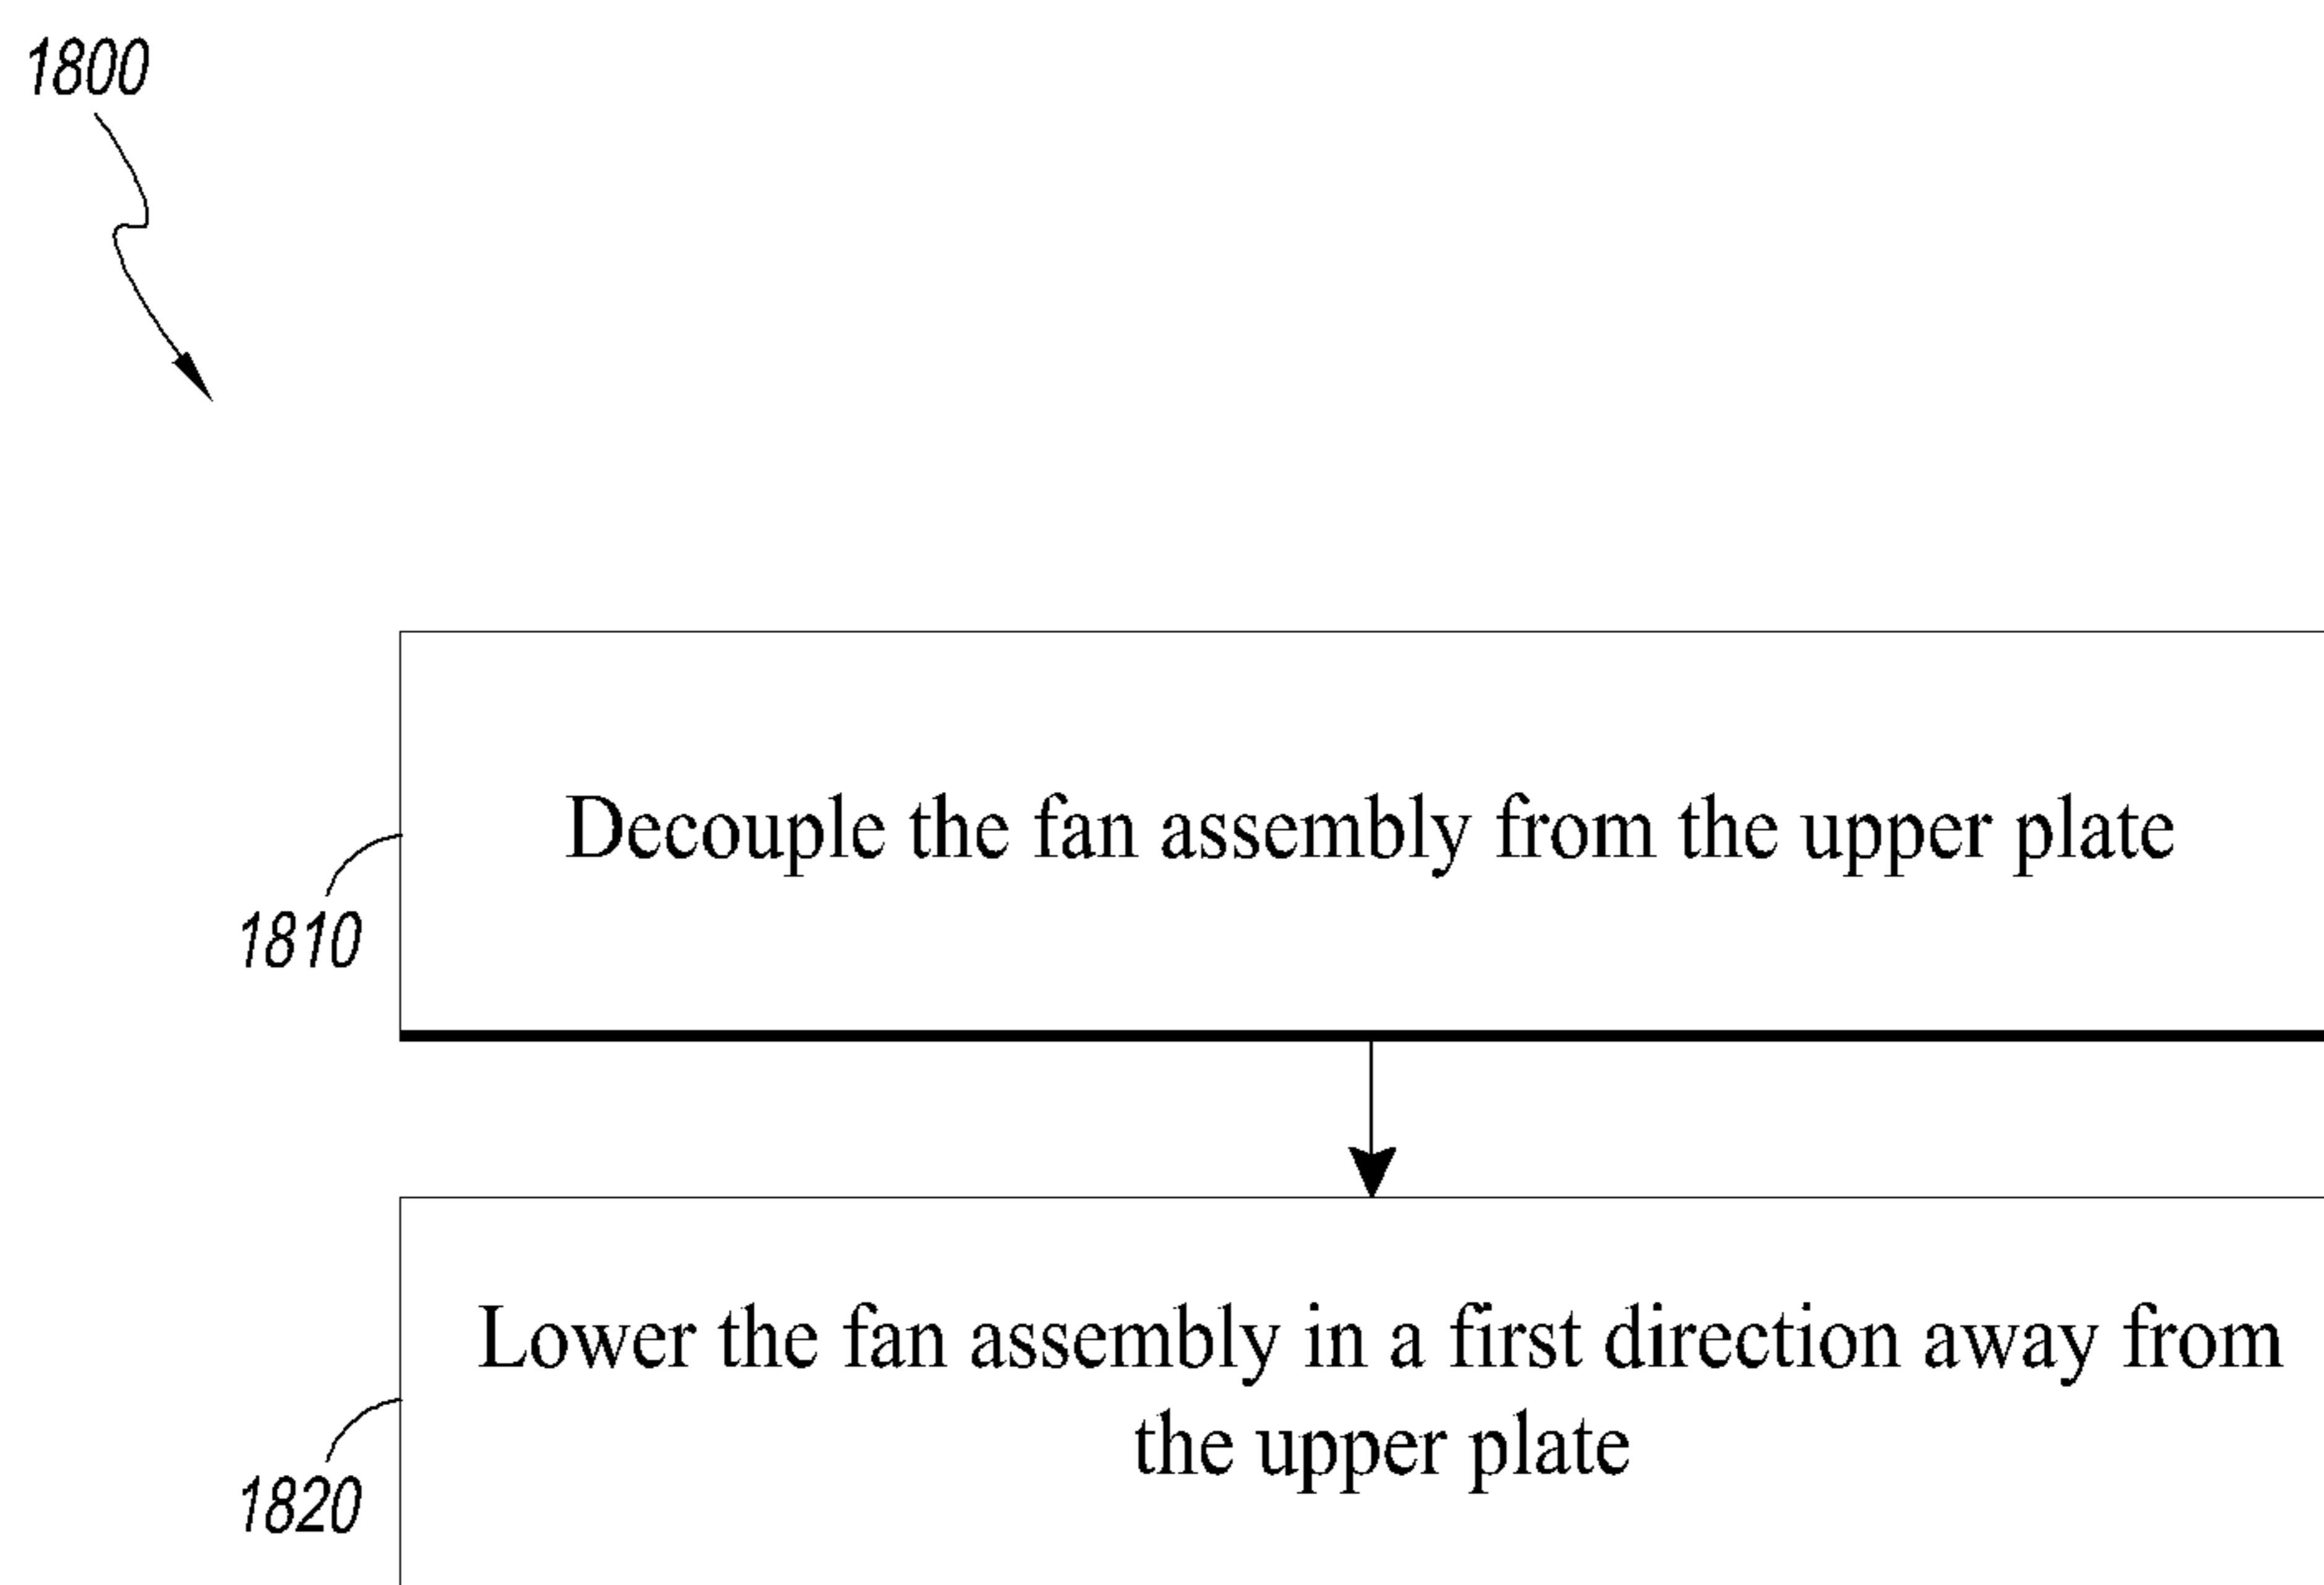 1800
Decouple the fan assembly from the upper plate
1810
Lower the fan assembly in a first direction away from
the upper plate
1820